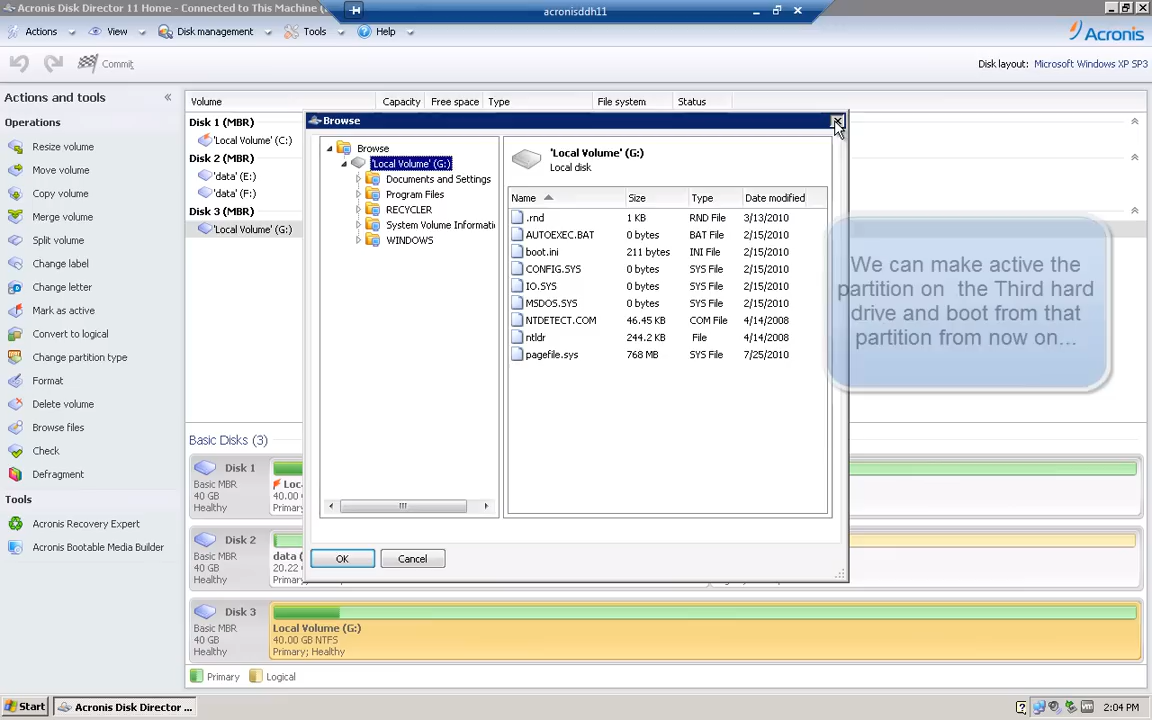 Acronis Disk Director 11 Home - Connected to This Machine (
acronisddh11
Actions
View
Disk management
Tools
Help
Acronis
Commit
Disk layout: Microsoft Windows XP SP3
Actions and tools
Operations
Resize volume
Move volume
Copy volume
Merge volume
Split volume
Change label
Change letter
Mark as active
Convert to logical
Change partition type
Format
Delete volume
Browse files
Check
Defragment
Tools
Acronis Recovery Expert
Acronis Bootable Media Builder
Volume Capacity Free space Type File system Status
Disk 1 (MBR)
'Local Volume' (C:)
Disk 2 (MBR)
'data' (E:)
'data' (F:)
Disk 3 (MBR)
'Local Volume' (G:)
Browse
Browse
'Local Volume' (G:)
Documents and Settings
Program Files
RECYCLER
System Volume Informati
WINDOWS
'Local Volume' (G:)
Local disk
Name Size Type Date modified
.rnd 1 KB RND File 3/13/2010
AUTOEXEC.BAT 0 bytes BAT File 2/15/2010
boot.ini 211 bytes INI File 2/15/2010
CONFIG.SYS 0 bytes SYS File 2/15/2010
IO.SYS 0 bytes SYS File 2/15/2010
MSDOS.SYS 0 bytes SYS File 2/15/2010
NTDETECT.COM 46.45 KB COM File 4/14/2008
ntldr 244.2 KB File 4/14/2008
pagefile.sys 768 MB SYS File 7/25/2010
OK
Cancel
We can make active the
partition on the Third hard
drive and boot from that
partition from now on...
Basic Disks (3)
Disk 1
Basic MBR
40 GB
Healthy
Loc
40.00 G
Primary;
Disk 2
Basic MBR
40 GB
Healthy
data (
20.22
Primary
Disk 3
Basic MBR
40 GB
Healthy
Local Volume (G:)
40.00 GB NTFS
Primary; Healthy
Primary
Logical
Start
Acronis Disk Director ...
2:04 PM